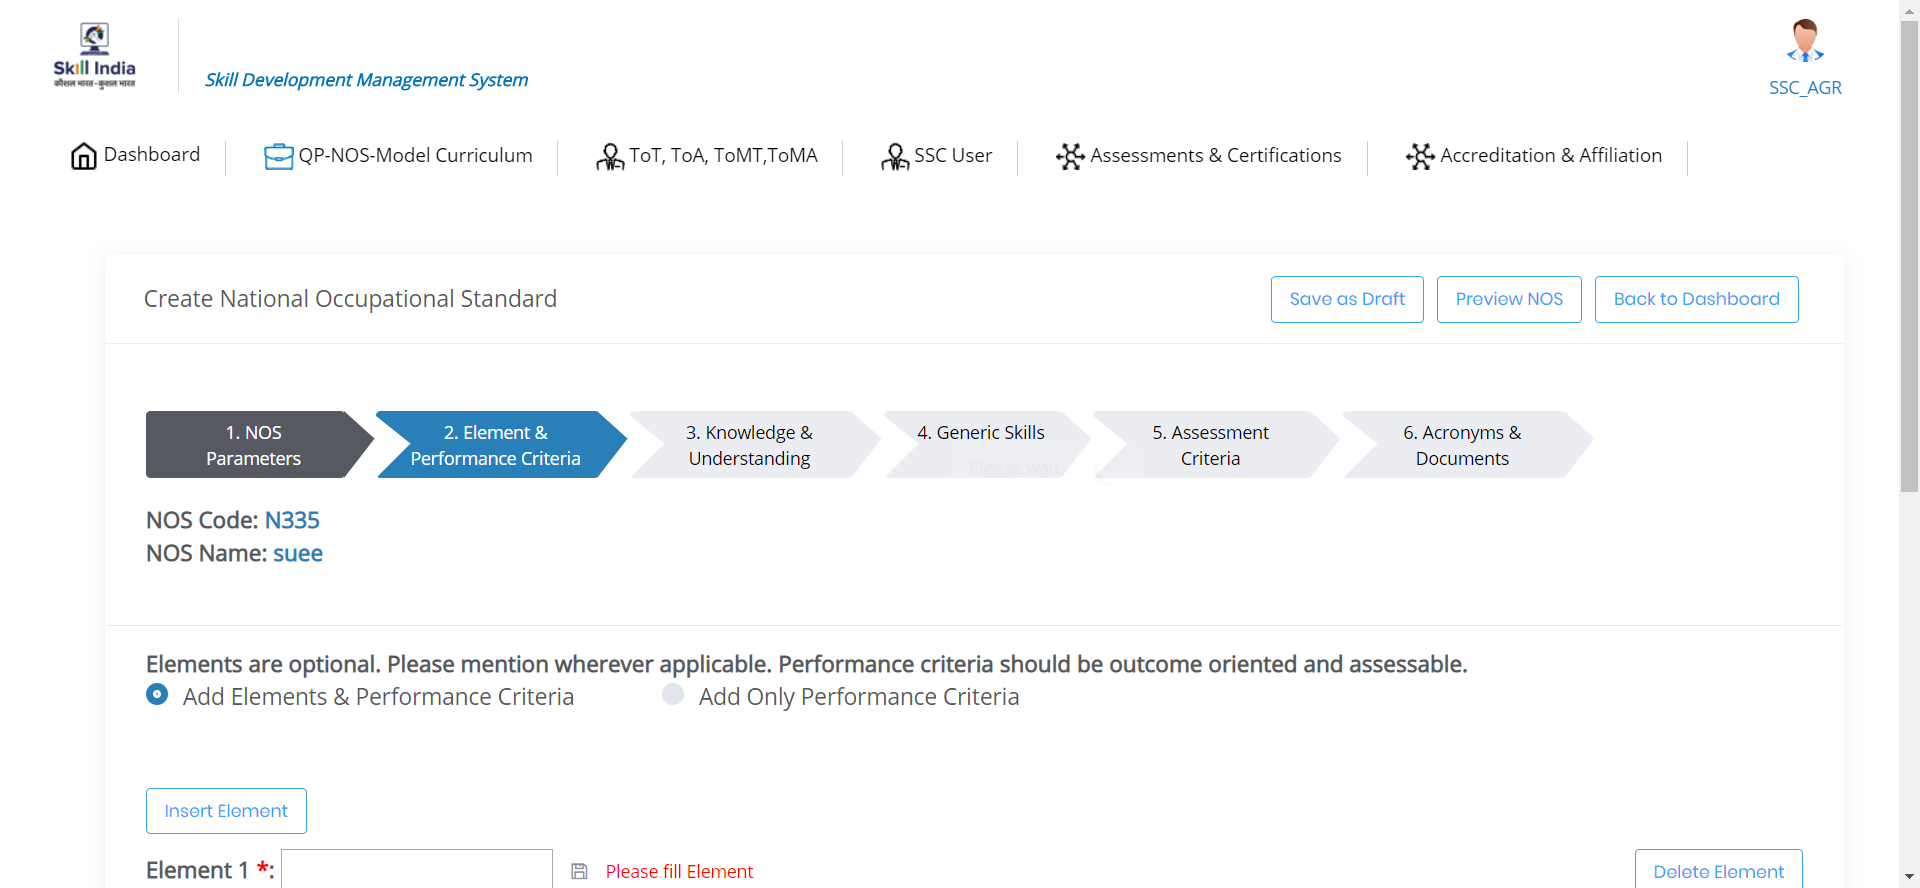 Skill India
कौशल भारत-कुशल भारत
Skill Development Management System
SSC_AGR
Dashboard
QP-NOS-Model Curriculum
ToT, ToA, ToMT,ToMA
SSC User
Assessments & Certifications
Accreditation & Affiliation
Create National Occupational Standard
Save as Draft
Preview NOS
Back to Dashboard
1. NOS
Parameters
2. Element &
Performance Criteria
3. Knowledge &
Understanding
4. Generic Skills
Please wait..
5. Assessment
Criteria
6. Acronyms &
Documents
NOS Code: N335
NOS Name: suee
Elements are optional. Please mention wherever applicable. Performance criteria should be outcome oriented and assessable.
Add Elements & Performance Criteria
Add Only Performance Criteria
Insert Element
Element 1 *:
Please fill Element
Delete Element